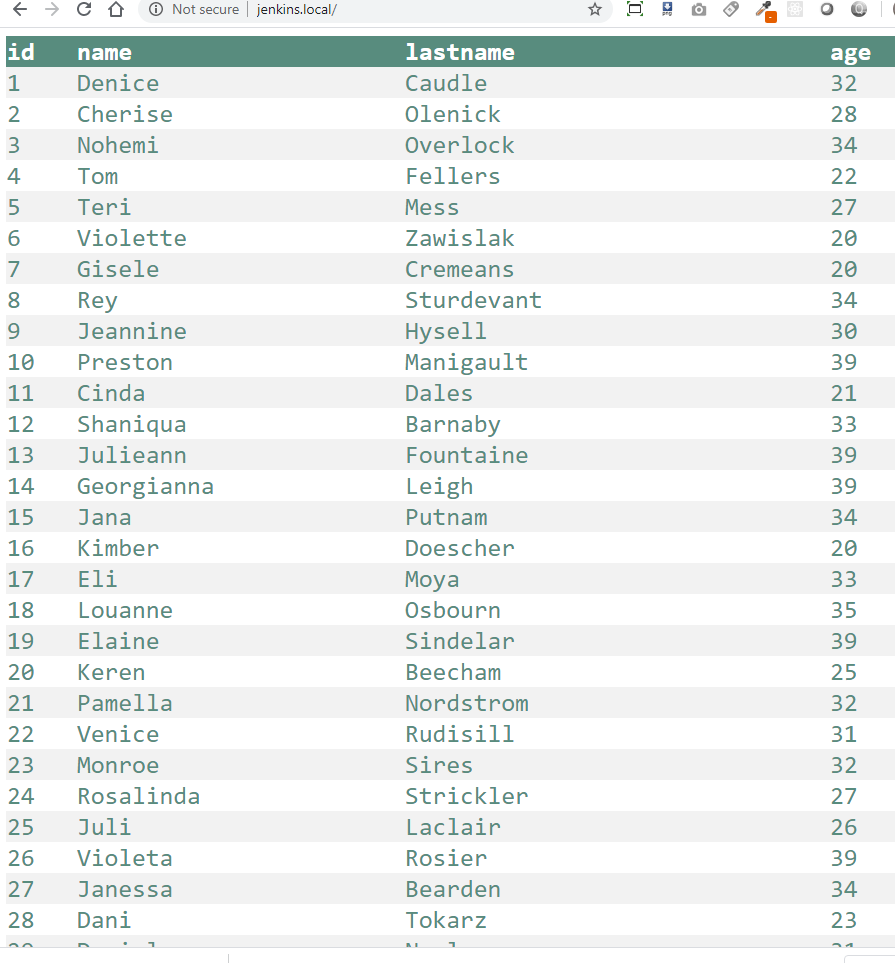 Not secure jenkins.local/
id name lastname age
1 Denice Caudle 32
2 Cherise Olenick 28
3 Nohemi Overlock 34
4 Tom Fellers 22
5 Teri Mess 27
6 Violette Zawislak 20
7 Gisele Cremeans 20
8 Rey Sturdevant 34
9 Jeannine Hysell 30
10 Preston Manigault 39
11 Cinda Dales 21
12 Shaniqua Barnaby 33
13 Julieann Fountaine 39
14 Georgianna Leigh 39
15 Jana Putnam 34
16 Kimber Doescher 20
17 Eli Moya 33
18 Louanne Osbourn 35
19 Elaine Sindelar 39
20 Keren Beecham 25
21 Pamella Nordstrom 32
22 Venice Rudisill 31
23 Monroe Sires 32
24 Rosalinda Strickler 27
25 Juli Laclair 26
26 Violeta Rosier 39
27 Janessa Bearden 34
28 Dani Tokarz 23